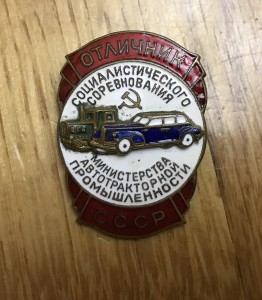 ОТЛИЧНИК
СОЦИАЛИСТИЧЕСКОГО
СОРЕВНОВАНИЯ
МИНИСТЕРСТВА
АВТОТРАКТОРНОЙ
ПРОМЫШЛЕННОСТИ
СССР